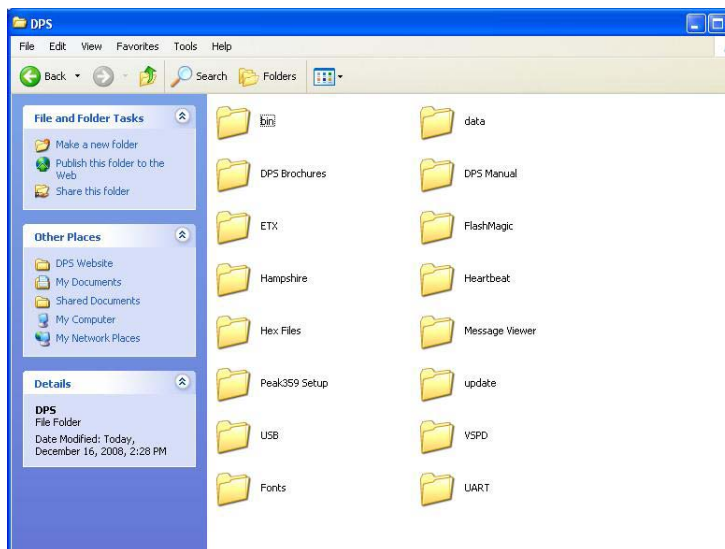 DPS
File Edit View Favorites Tools Help
Back Search Folders
File and Folder Tasks
Make a new folder
Publish this folder to the
Web
Share this folder
Other Places
DPS Website
My Documents
Shared Documents
My Computer
My Network Places
Details
DPS
File Folder
Date Modified: Today,
December 16, 2008, 2:28 PM
bin data
DPS Brochures DPS Manual
ETX FlashMagic
Hampshire Heartbeat
Hex Files Message Viewer
Peak359 Setup update
USB VSPD
Fonts UART